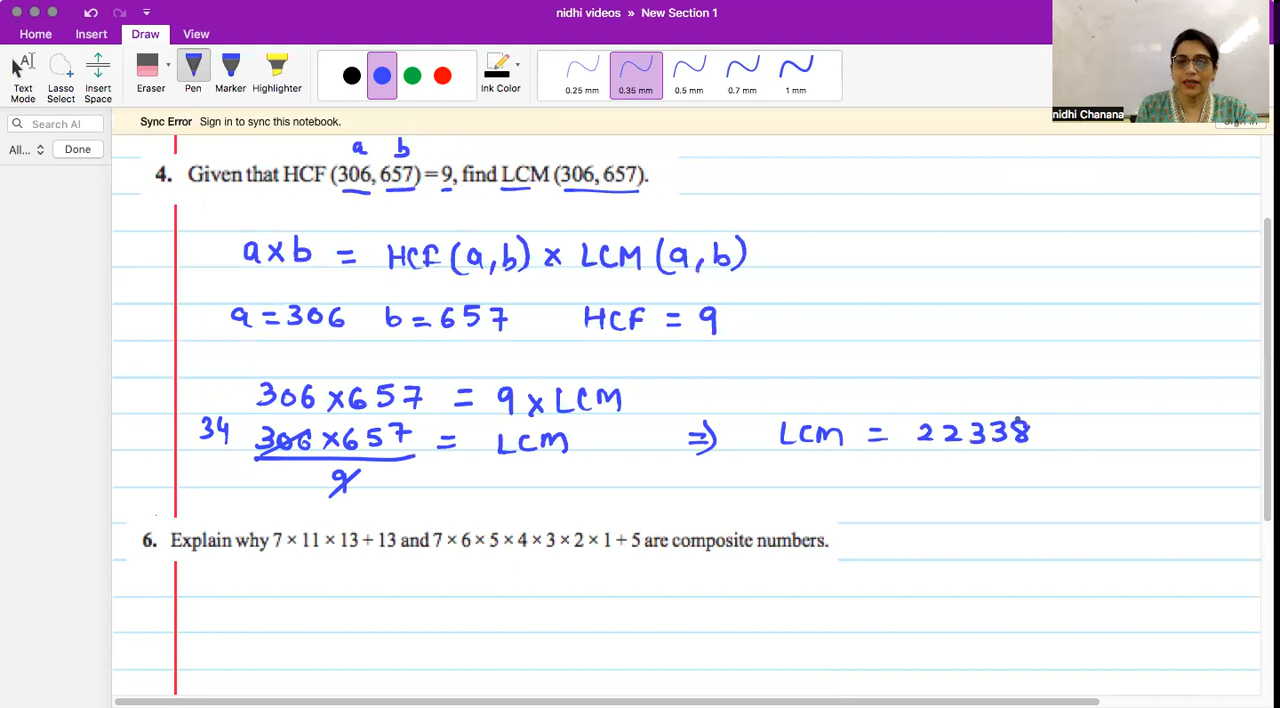 nidhi videos » New Section 1
Home Insert Draw View
Text Mode Lasso Select Insert Space Eraser Pen Marker Highlighter Ink Color 0.25 mm 0.35 mm 0.5 mm 0.7 mm 1 mm
nidhi Chanana
Sync Error Sign in to sync this notebook.
Search Al
All... Done
a b
4. Given that HCF (306, 657) = 9, find LCM (306, 657).
a × b = HCF (a, b) × LCM (a, b)
a = 306 b = 657 HCF = 9
306 × 657 = 9 × LCM
34 306 × 657 = LCM ⇒ LCM = 22338
9
6. Explain why 7 × 11 × 13 + 13 and 7 × 6 × 5 × 4 × 3 × 2 × 1 + 5 are composite numbers.